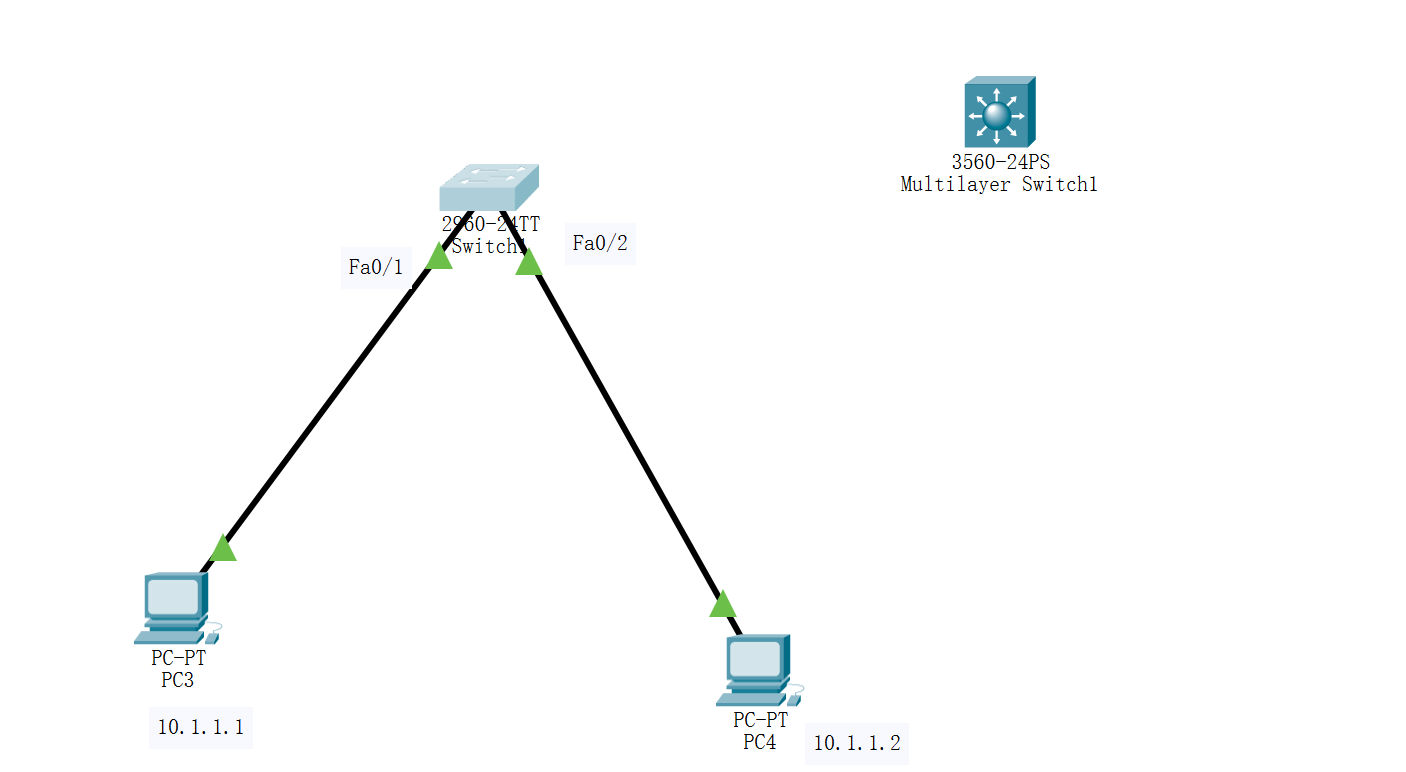 3560-24PS
Multilayer Switch1
2960-24TT
Switch1
Fa0/1
Fa0/2
PC-PT
PC3
10.1.1.1
PC-PT
PC4
10.1.1.2